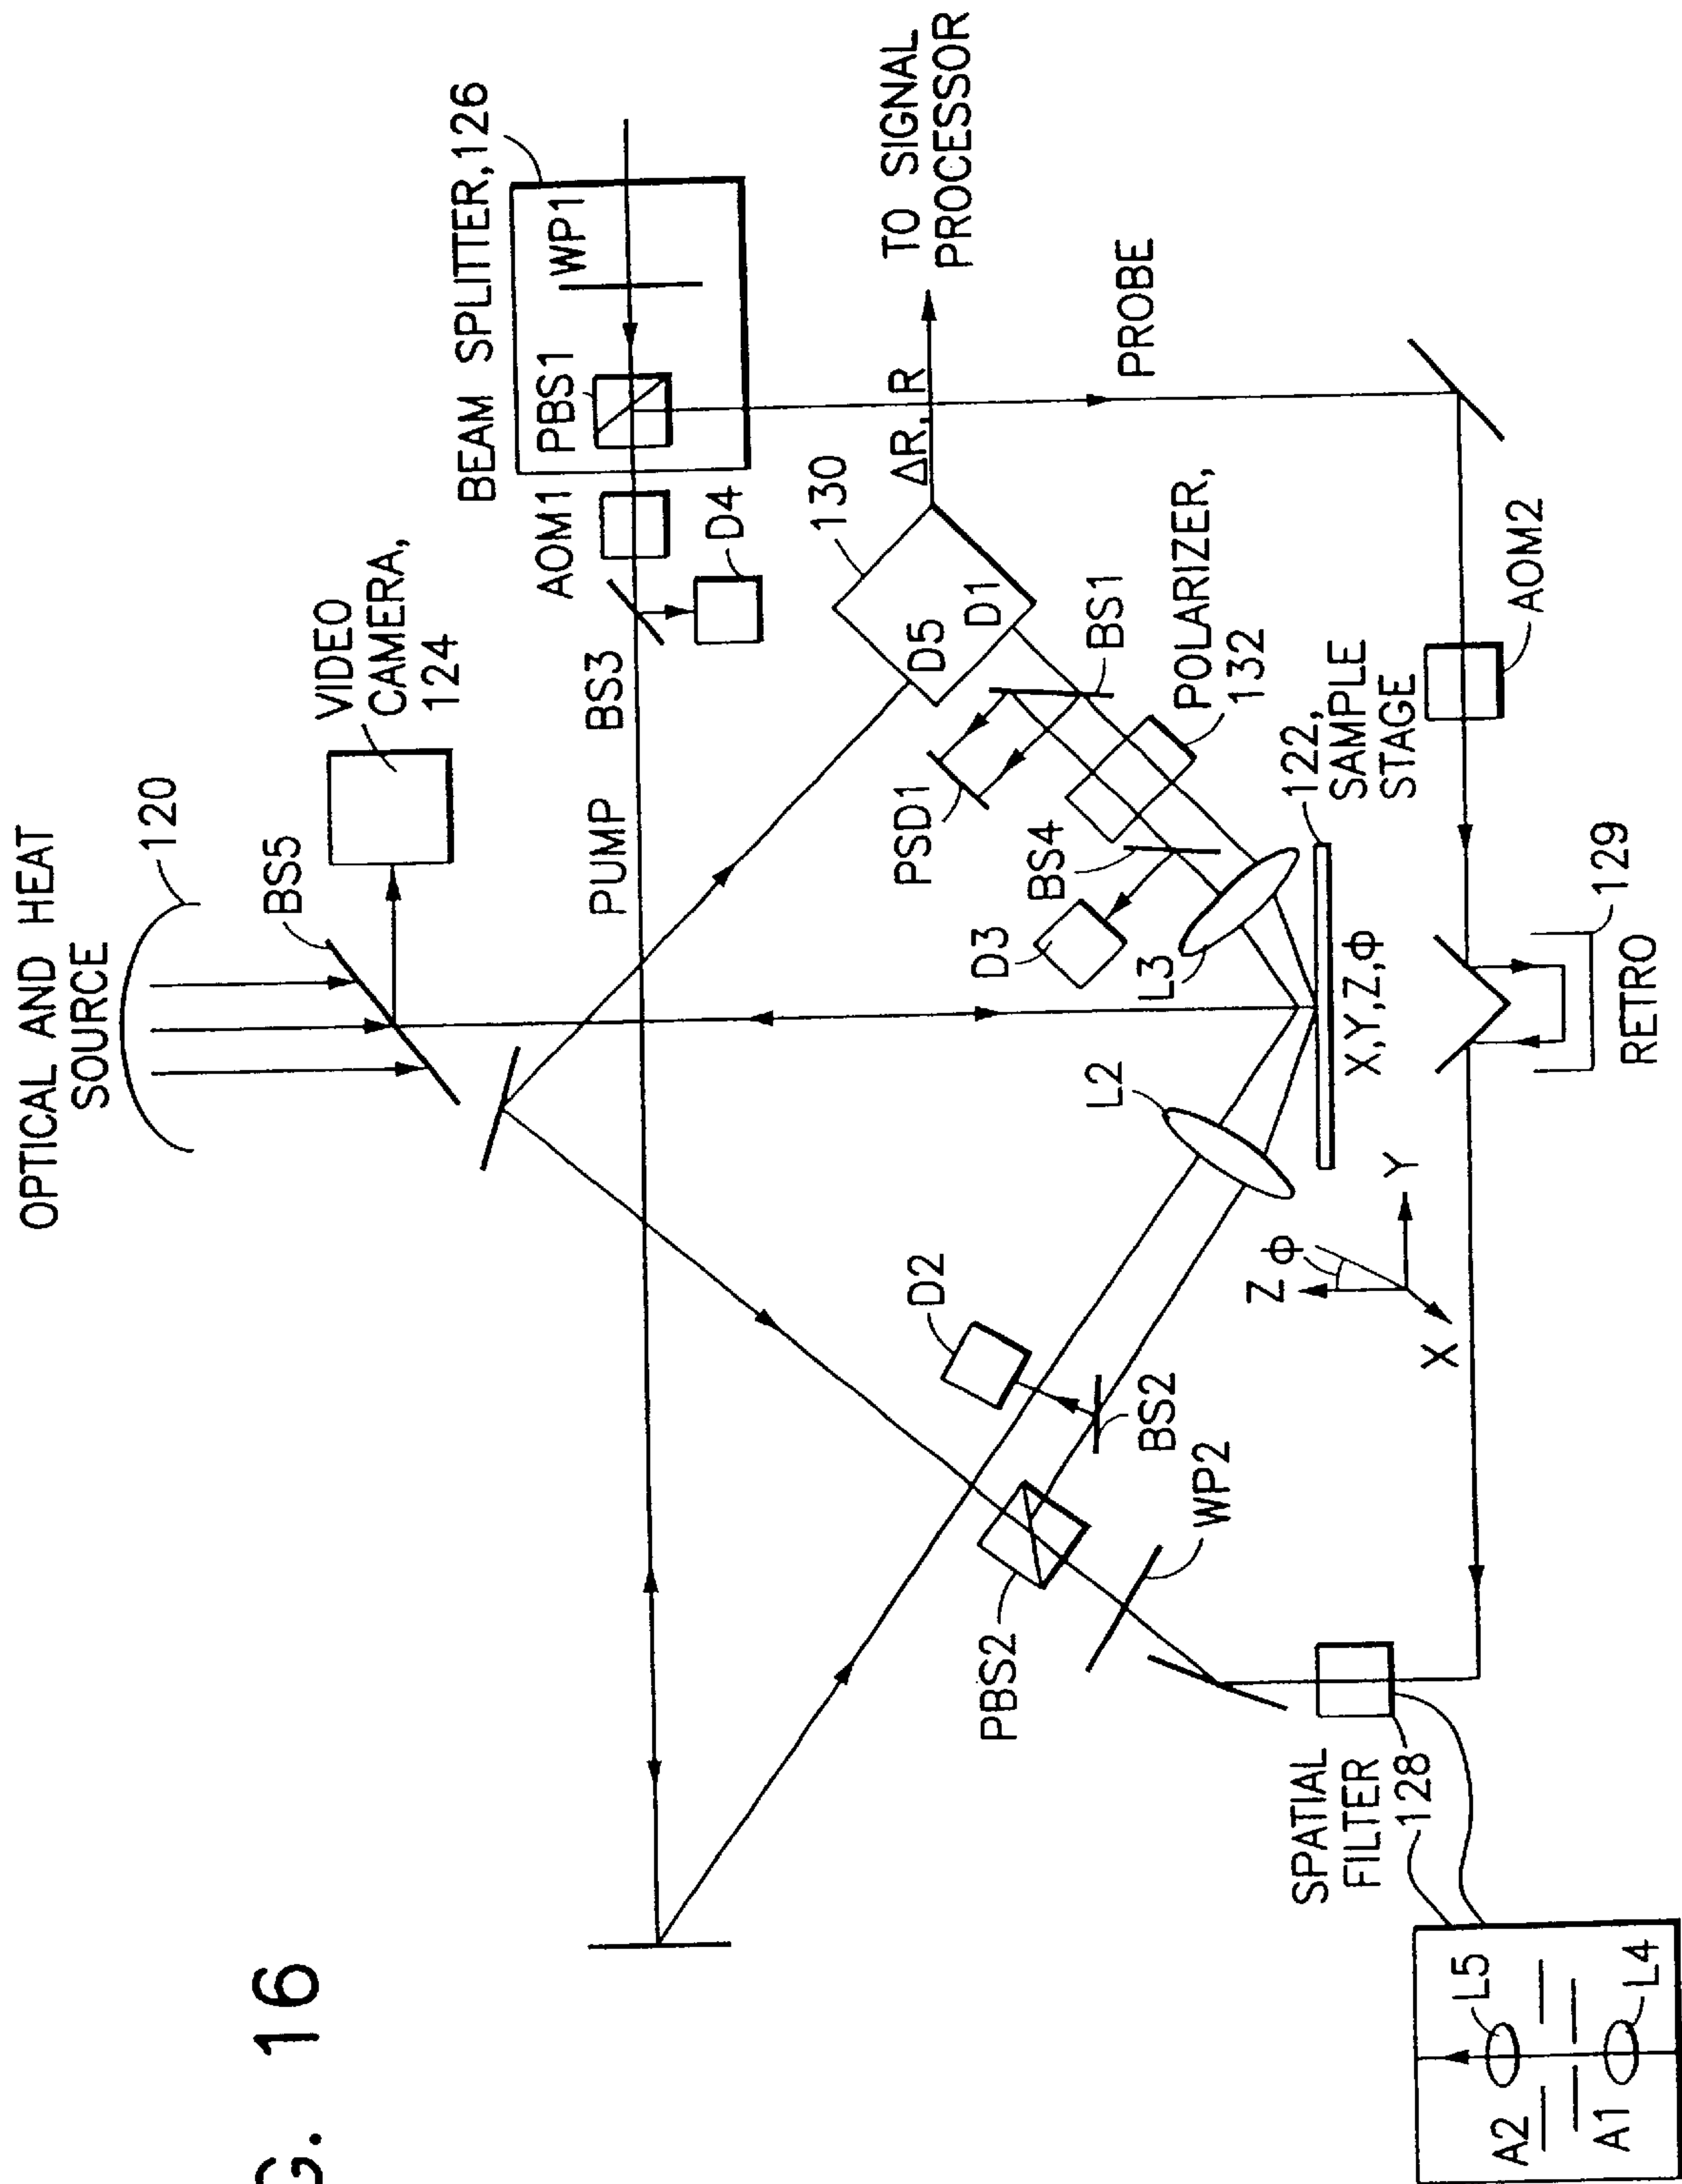 G. 16
OPTICAL AND HEAT
SOURCE
120
BS5
VIDEO
CAMERA,
124
BEAM SPLITTER,126
WP1
PBS1
AOM1
D4
BS3
PUMP
130
ΔR, R
TO SIGNAL
PROCESSOR
PROBE
D5
D1
BS1
POLARIZER,
132
PSD1
BS4
D3
L3
122,
SAMPLE
STAGE
X,Y,Z,Φ
AOM2
129
RETRO
L2
Z
Φ
Y
X
D2
BS2
WP2
PBS2
SPATIAL
FILTER
128
L5
A2
A1
L4